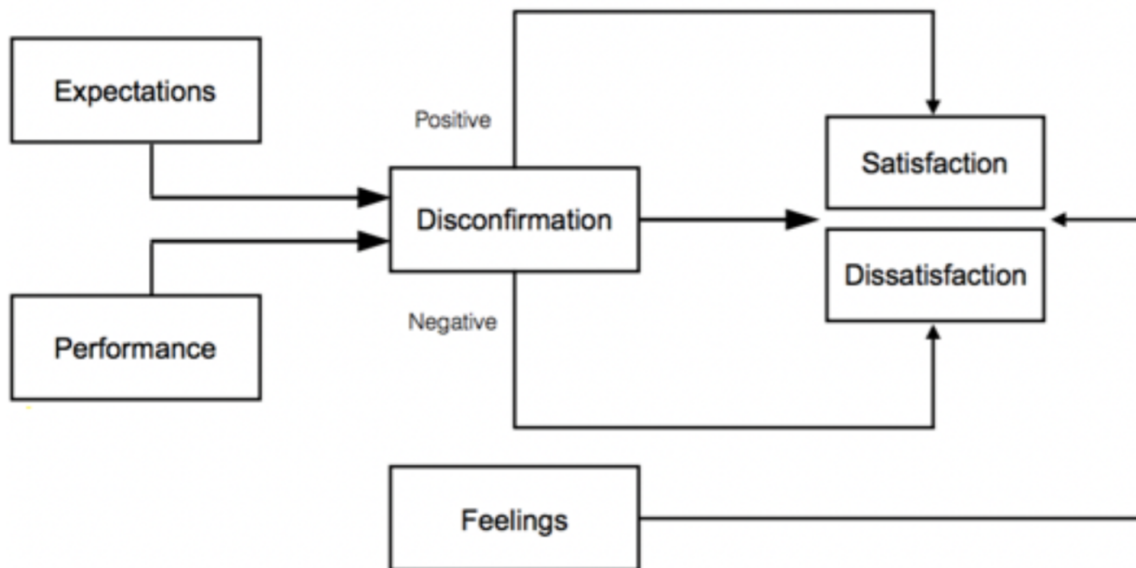 Expectations
Positive
Satisfaction
Disconfirmation
Dissatisfaction
Negative
Performance
Feelings